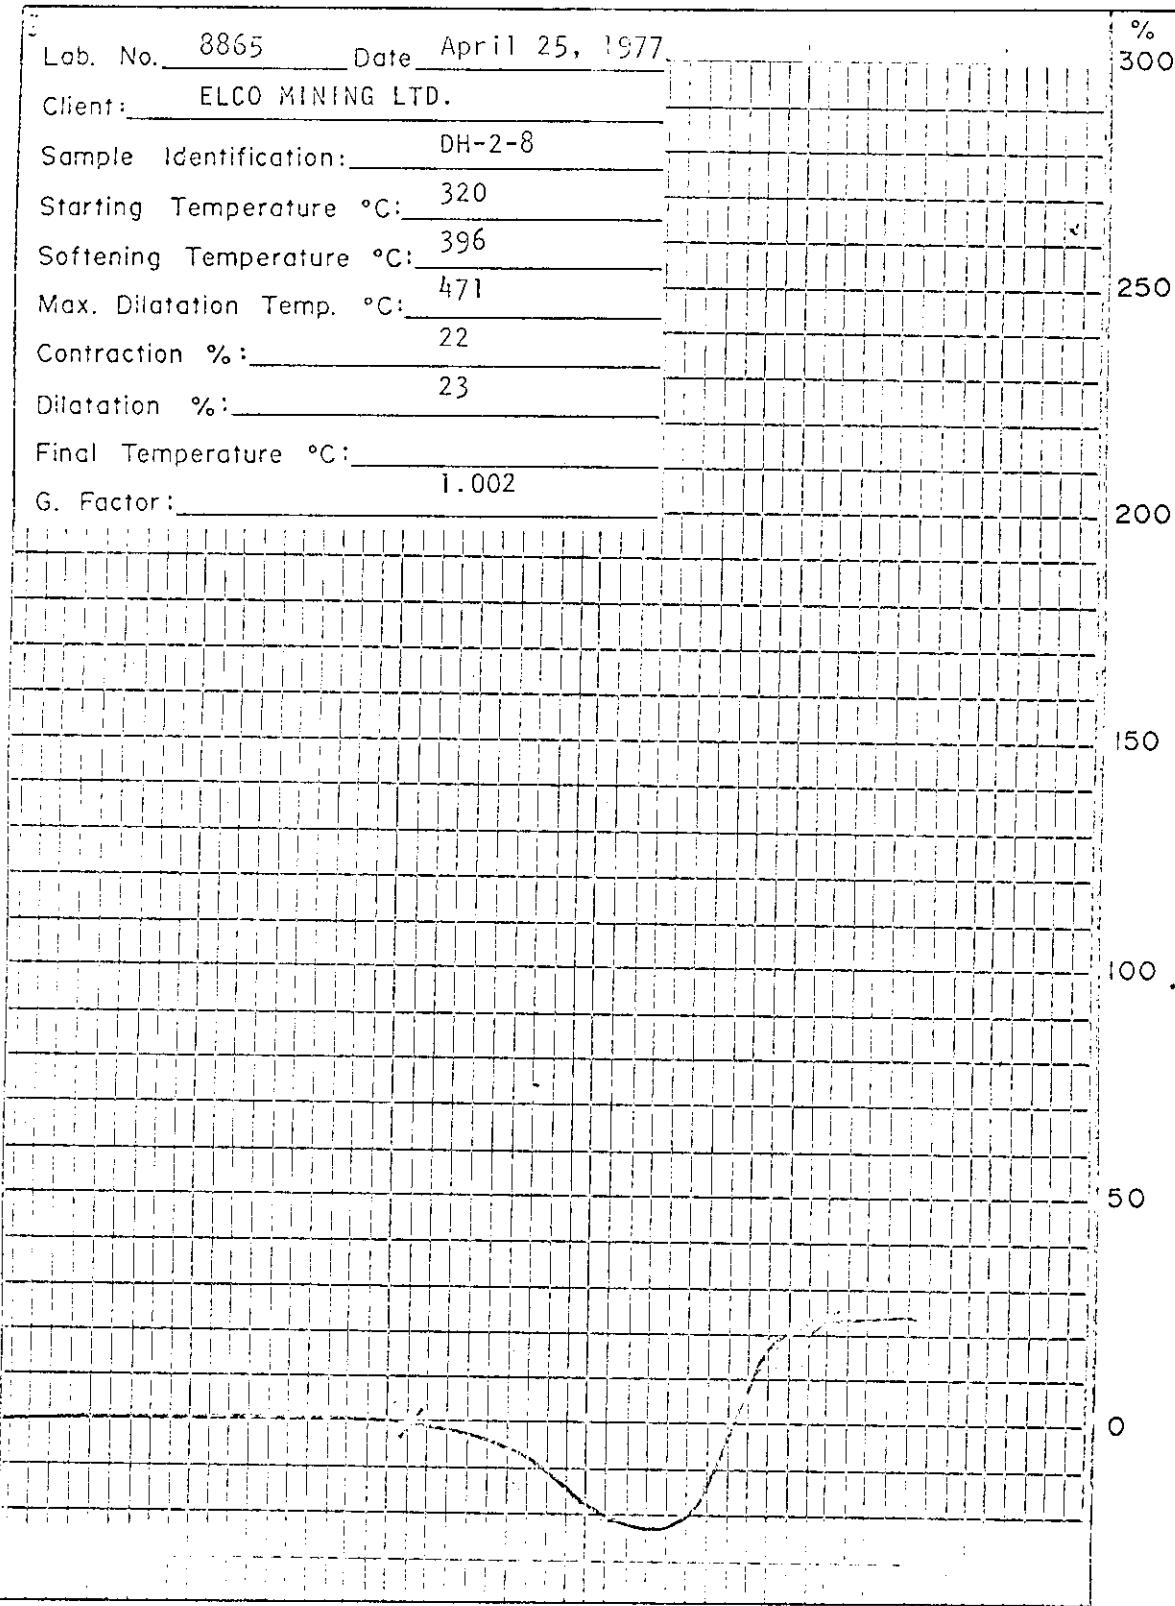 Lab. No. 8865 Date April 25, 1977
Client: ELCO MINING LTD.
Sample Identification: DH-2-8
Starting Temperature °C: 320
Softening Temperature °C: 396
Max. Dilatation Temp. °C: 471
Contraction %: 22
Dilatation %: 23
Final Temperature °C:
G. Factor: 1.002
%
300
250
200
150
100
50
0